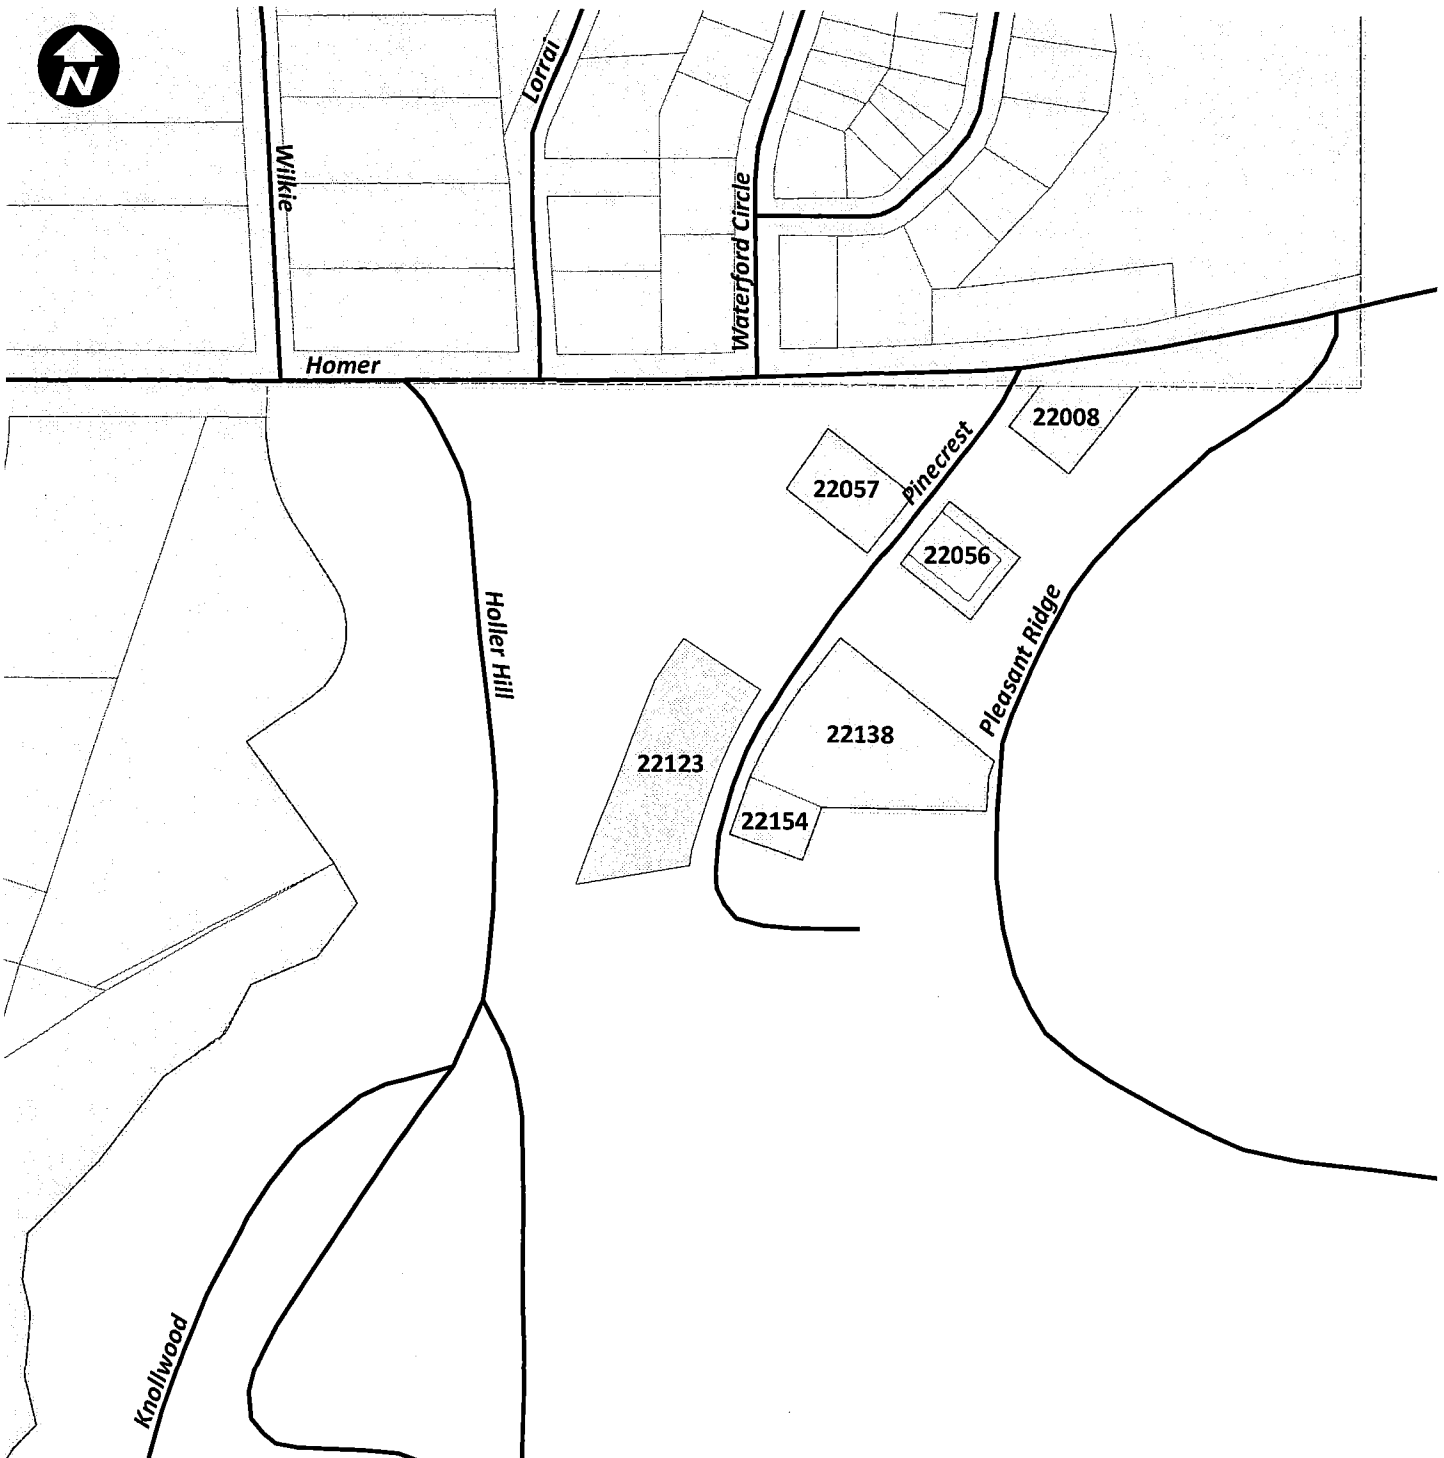 N
Lorrai
Wilkie
Waterford Circle
Homer
22008
Pinecrest
22057
22056
Holler Hill
Pleasant Ridge
22138
22123
22154
Knollwood